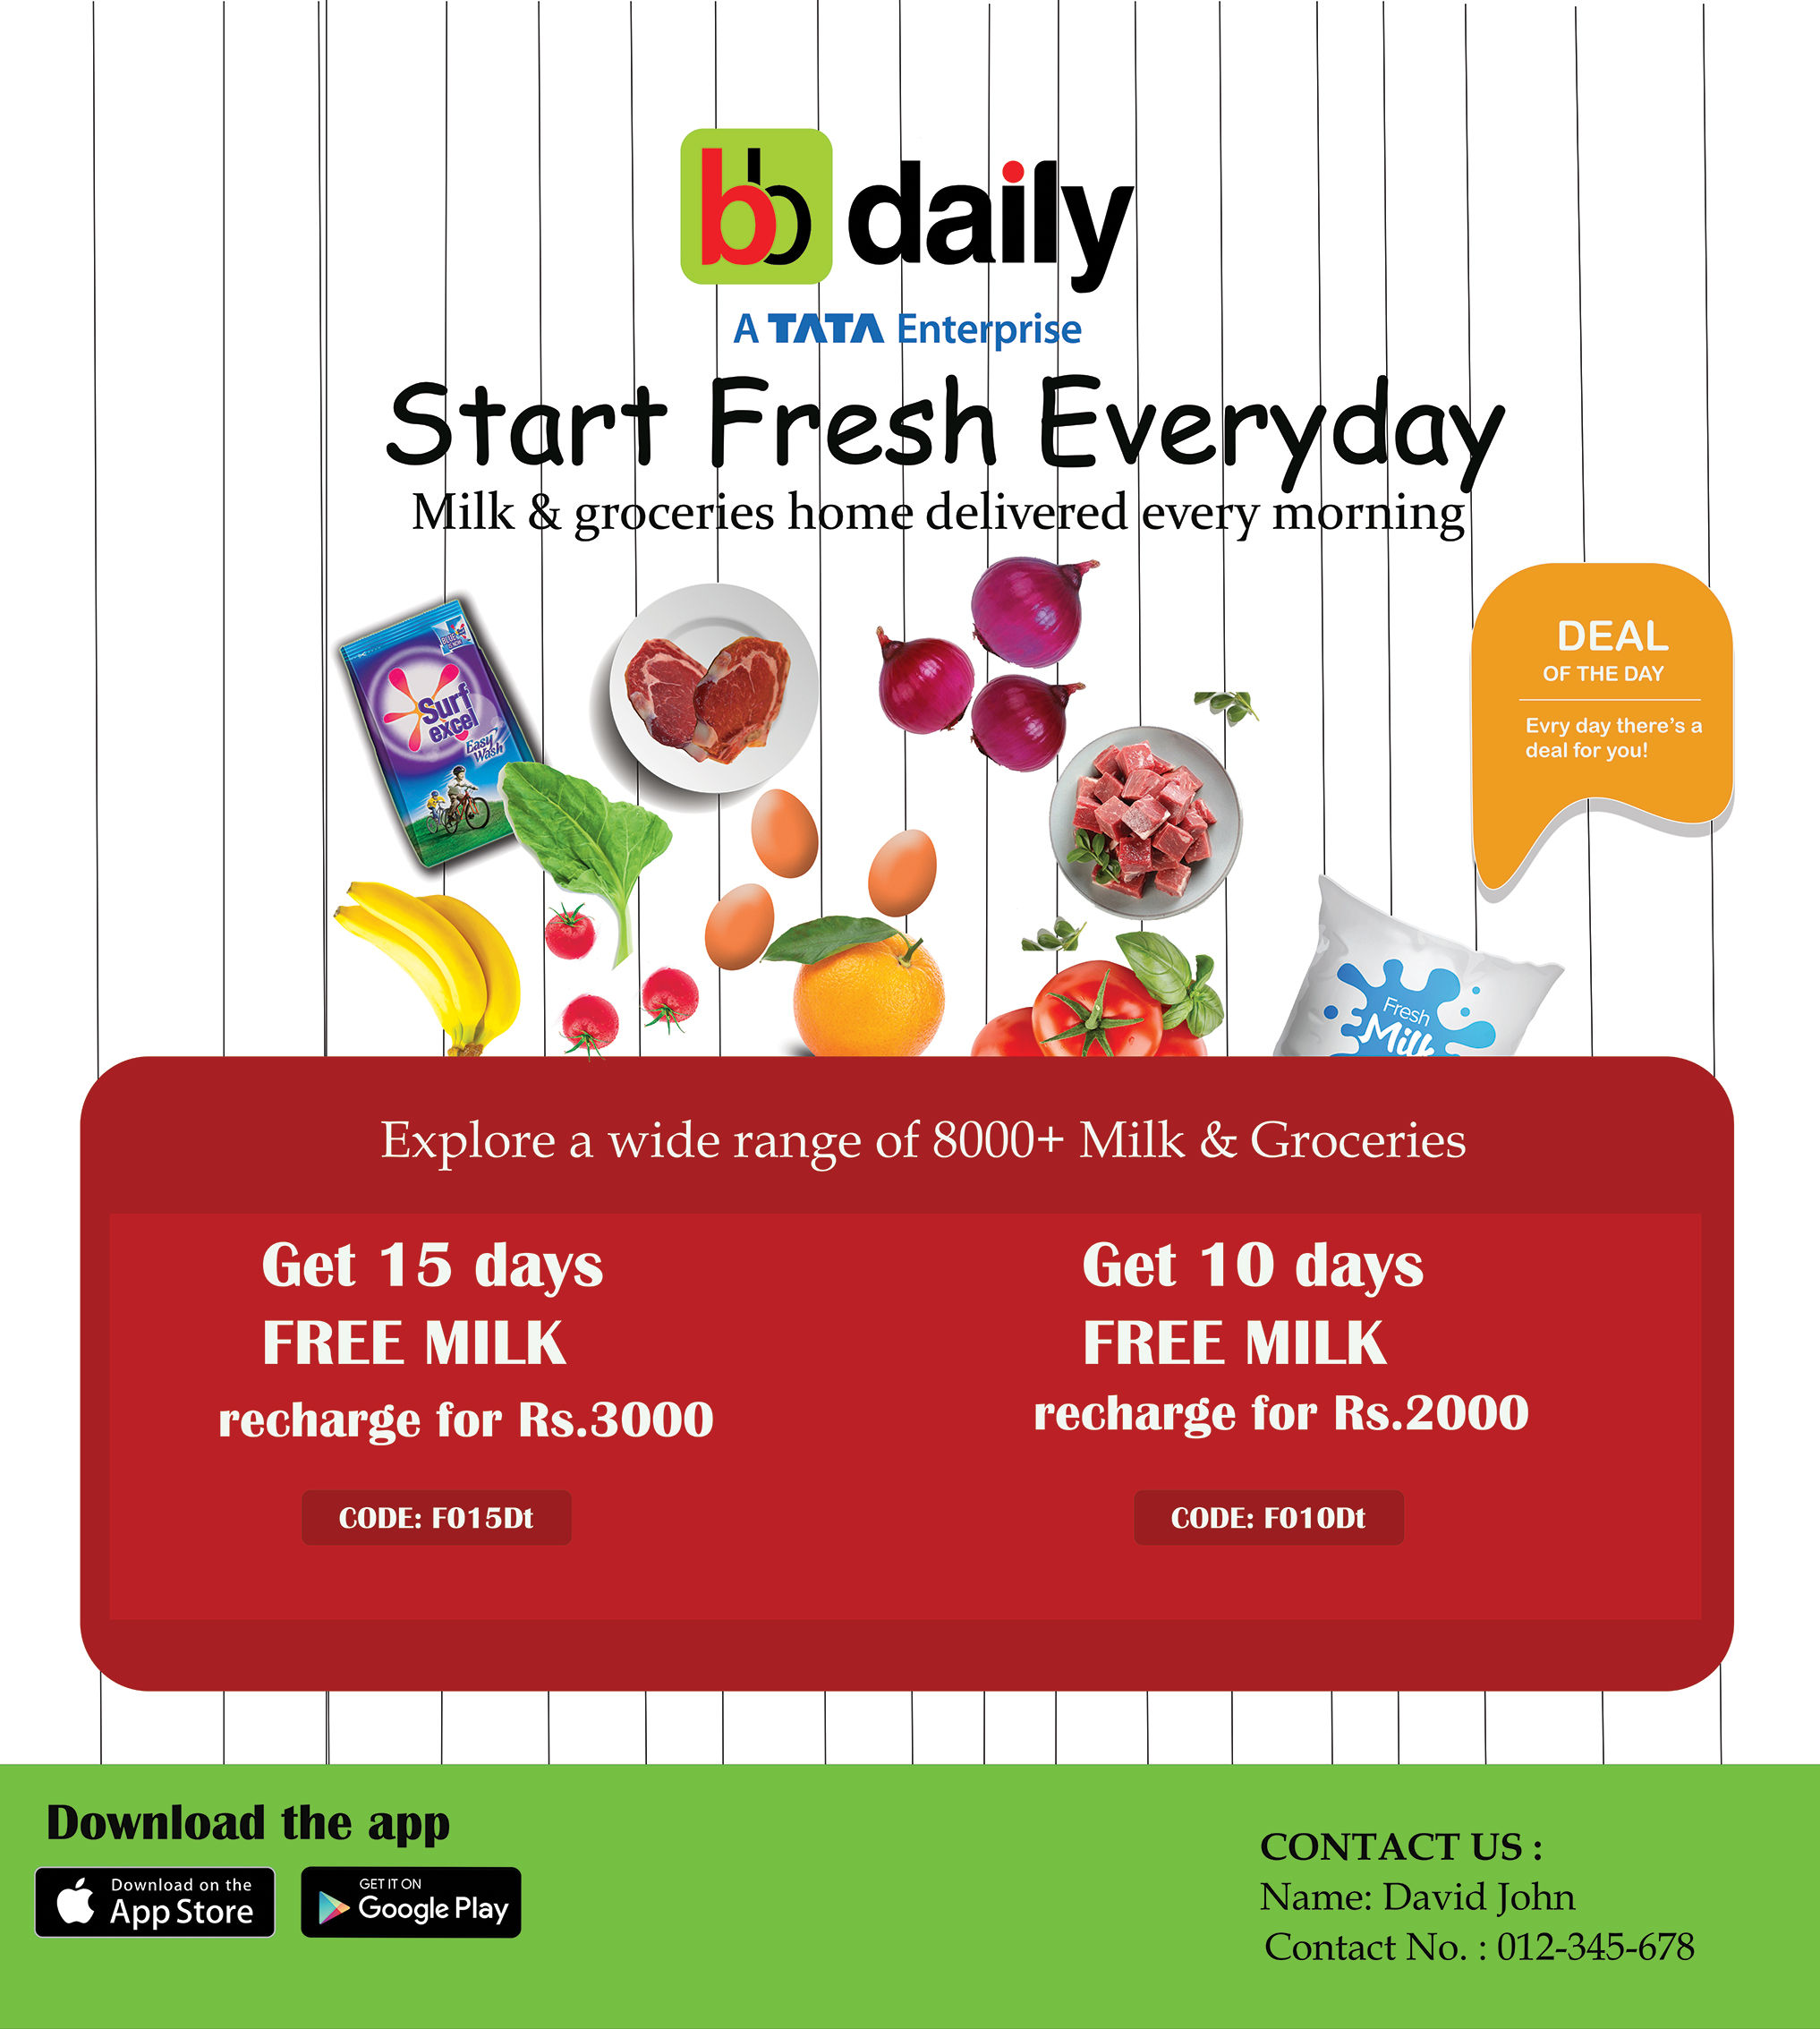 bb daily
A TATA Enterprise
Start Fresh Everyday
Milk & groceries home delivered every morning
DEAL
OF THE DAY
Evry day there's a
deal for you!
Surf
excel
Easy
Wash
Fresh
Milk
Explore a wide range of 8000+ Milk & Groceries
Get 15 days
FREE MILK
recharge for Rs.3000
CODE: F015Dt
Get 10 days
FREE MILK
recharge for Rs.2000
CODE: F010Dt
Download the app
Download on the
App Store
GET IT ON
Google Play
CONTACT US :
Name: David John
Contact No. : 012-345-678